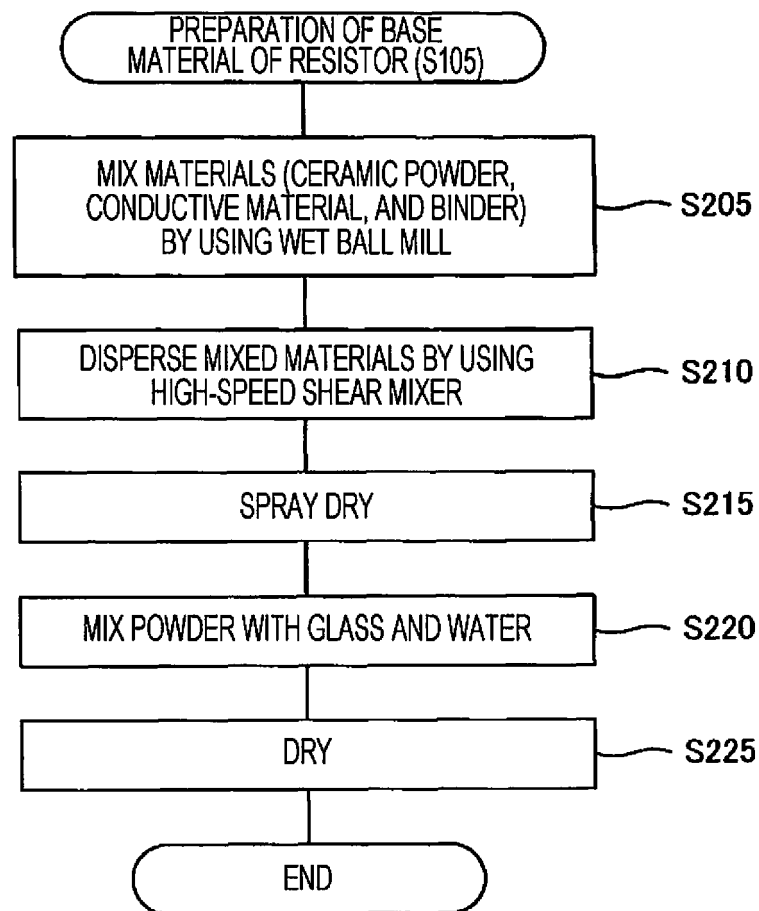 PREPARATION OF BASE
MATERIAL OF RESISTOR (S105)
MIX MATERIALS (CERAMIC POWDER,
CONDUCTIVE MATERIAL, AND BINDER)
BY USING WET BALL MILL
S205
DISPERSE MIXED MATERIALS BY USING
HIGH-SPEED SHEAR MIXER
S210
SPRAY DRY
S215
MIX POWDER WITH GLASS AND WATER
S220
DRY
S225
END